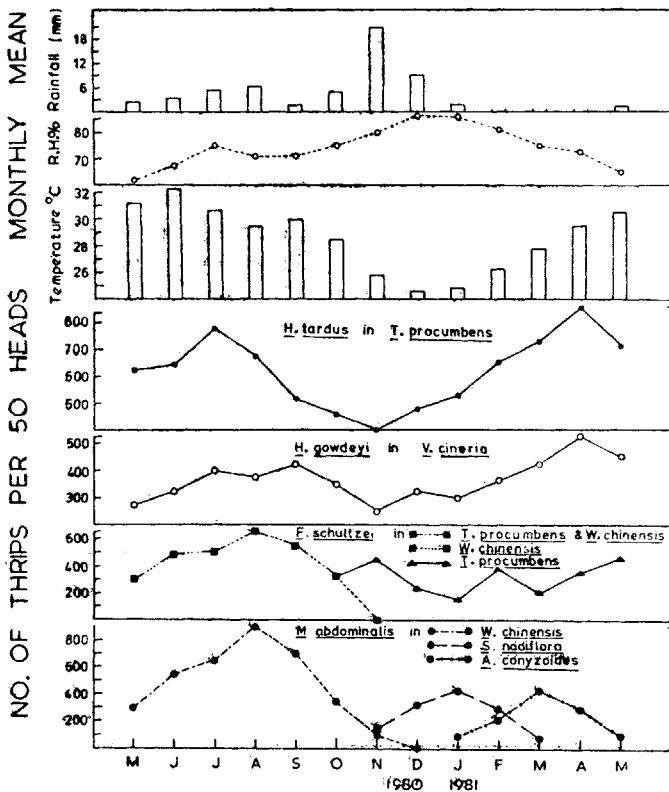 NO. OF THRIPS PER 50 HEADS MONTHLY MEAN
Rainfall (mm)
18
12
6
R.H.%
80
70
Temperature °C
32
30
28
26
H. tardus in T. procumbens
800
700
600
500
H. gowdeyi in V. cineria
500
400
300
F. schultzei in T. procumbens & W. chinensis
W. chinensis
T. procumbens
600
400
200
M abdominalis in W. chinensis
S. nodiflora
A. conyzoides
800
600
400
200
M J J A S O N D J F M A M
1980 1981